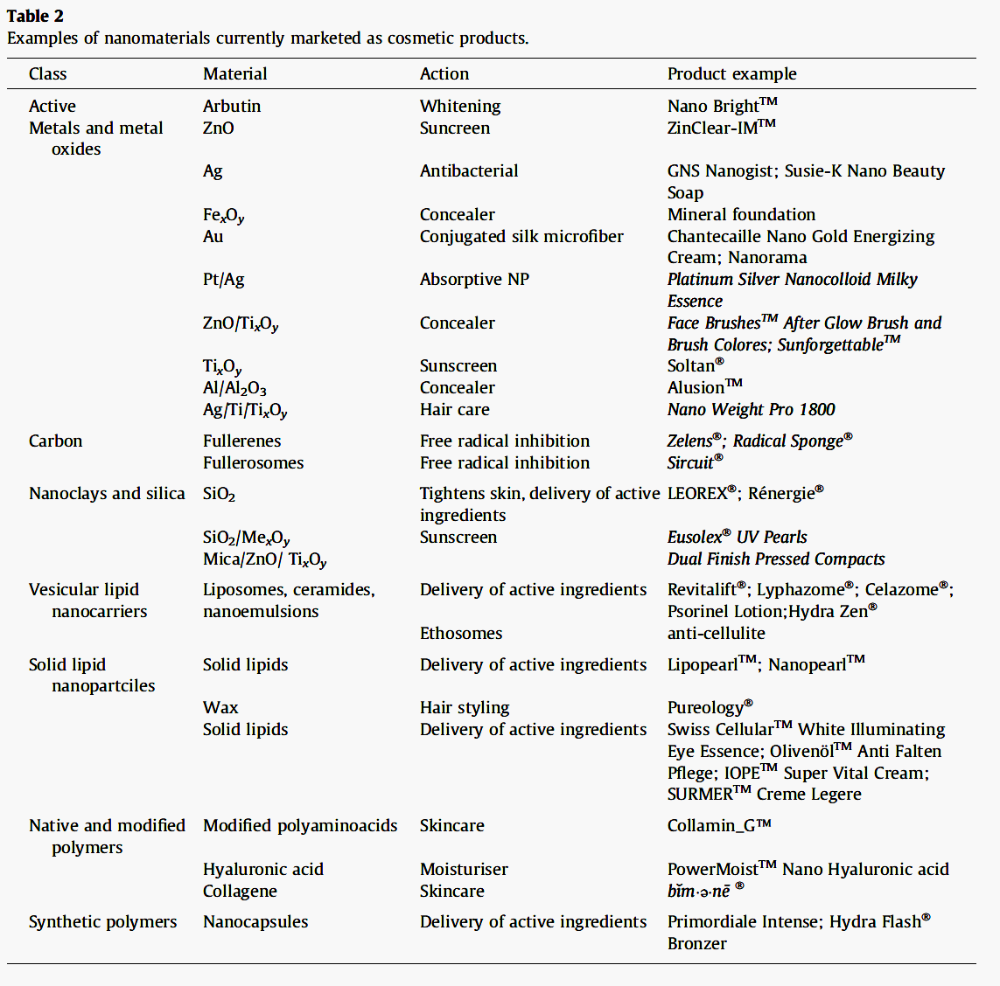 Table 2
Examples of nanomaterials currently marketed as cosmetic products.
Class Material Action Product example
Active Arbutin Whitening Nano Bright™
Metals and metal ZnO Suncreen ZinClear-IM™
oxides
Ag Antibacterial GNS Nanogist; Susie-K Nano Beauty
Soap
FexOy Concealer Mineral foundation
Au Conjugated silk microfiber Chantecaille Nano Gold Energizing
Cream; Nanorama
Pt/Ag Absorptive NP Platinum Silver Nanocolloid Milky
Essence
ZnO/TixOy Concealer Face Brushes™ After Glow Brush and
Brush Colores; Sunforgettable™
TixOy Sunscreen Soltan®
Al/Al2O3 Concealer Alusion™
Ag/Ti/TixOy Hair care Nano Weight Pro 1800
Carbon Fullerenes Free radical inhibition Zelens®; Radical Sponge®
Fullerosomes Free radical inhibition Sircuit®
Nanoclays and silica SiO2 Tightens skin, delivery of active LEOREX®; Rénergie®
ingredients
SiO2/MexOy Sunscreen Eusolex® UV Pearls
Mica/ZnO/ TixOy Dual Finish Pressed Compacts
Vesicular lipid Liposomes, ceramides, Delivery of active ingredients Revitalift®; Lyphazome®; Celazome®;
nanocarriers nanoemulsions Psorinel Lotion;Hydra Zen®
Ethosomes anti-cellulite
Solid lipid Solid lipids Delivery of active ingredients Lipopearl™; Nanopearl™
nanopartciles
Wax Hair styling Pureology®
Solid lipids Delivery of active ingredients Swiss Cellular™ White Illuminating
Eye Essence; Olivenöl™ Anti Falten
Pflege; IOPE™ Super Vital Cream;
SURMER™ Creme Legere
Native and modified Modified polyaminoacids Skincare Collamin_G™
polymers
Hyaluronic acid Moisturiser PowerMoist™ Nano Hyaluronic acid
Collagene Skincare bĭm·ə·nē ®
Synthetic polymers Nanocapsules Delivery of active ingredients Primordiale Intense; Hydra Flash®
Bronzer